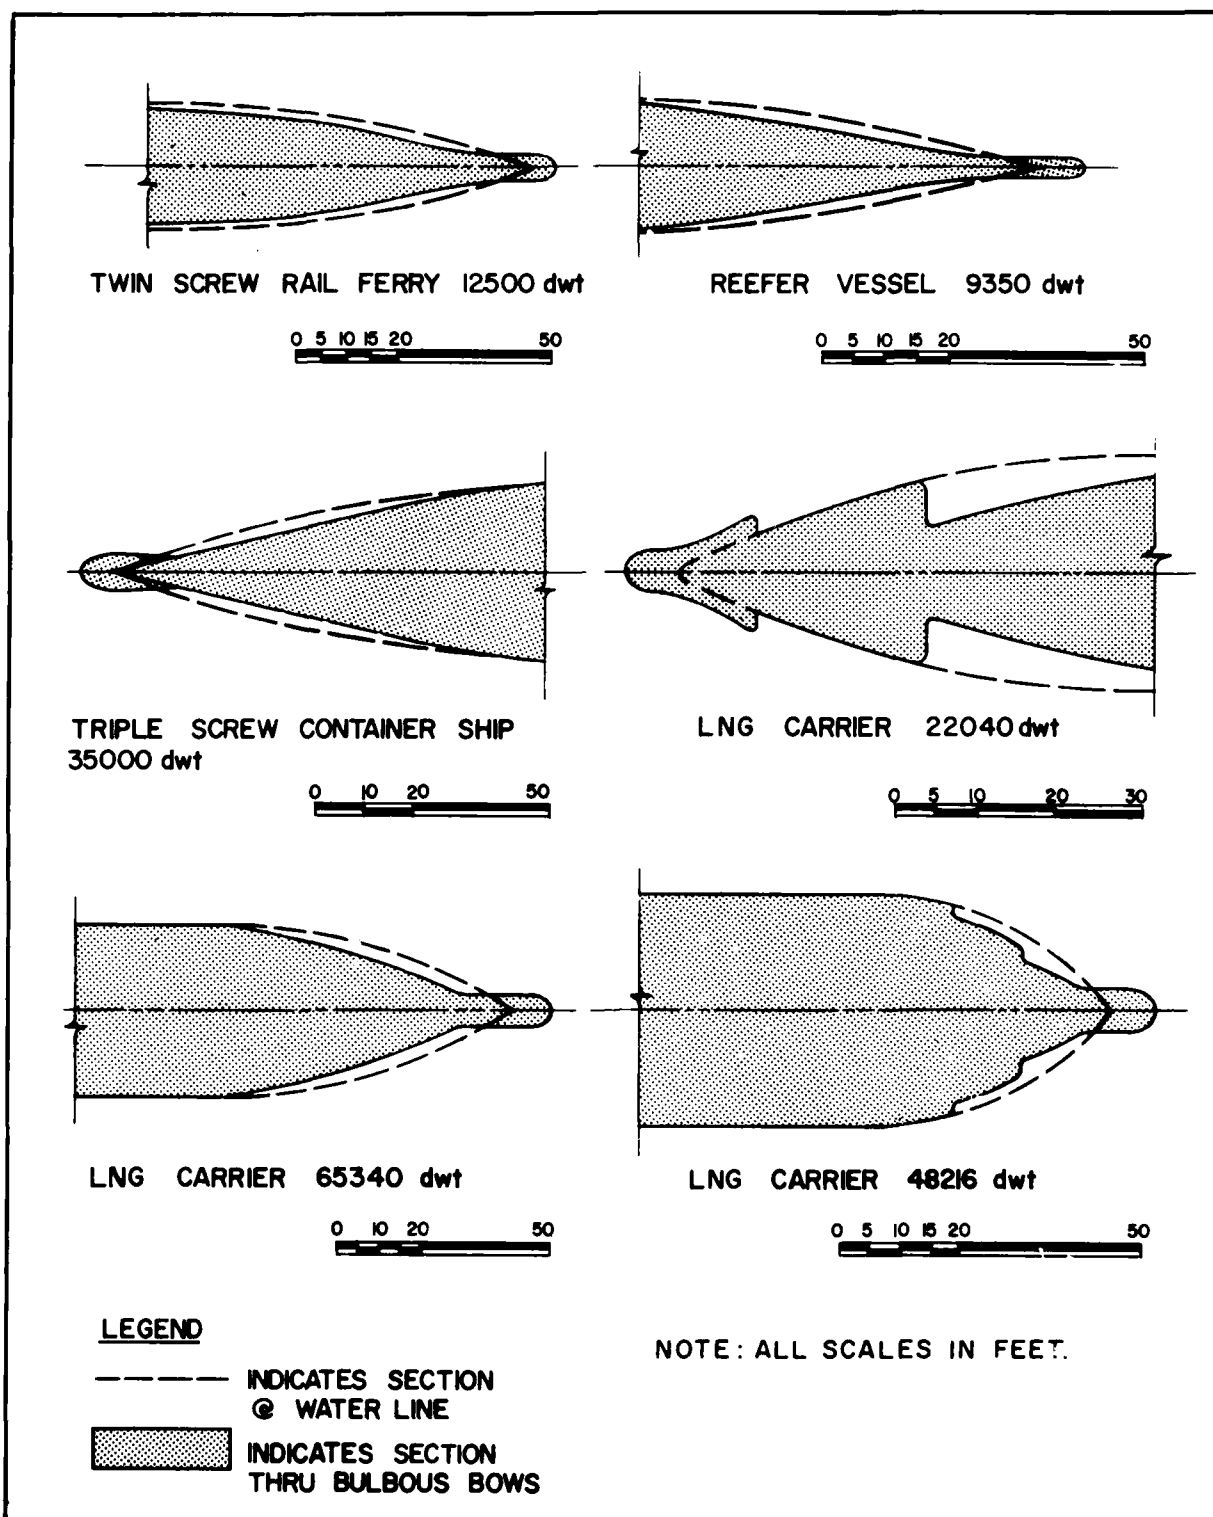 TWIN SCREW RAIL FERRY 12500 dwt
0 5 10 15 20 50
REEFER VESSEL 9350 dwt
0 5 10 15 20 50
TRIPLE SCREW CONTAINER SHIP
35000 dwt
0 10 20 50
LNG CARRIER 22040 dwt
0 5 10 20 30
LNG CARRIER 65340 dwt
0 10 20 50
LNG CARRIER 48216 dwt
0 5 10 15 20 50
LEGEND
INDICATES SECTION
@ WATER LINE
INDICATES SECTION
THRU BULBOUS BOWS
NOTE: ALL SCALES IN FEET.